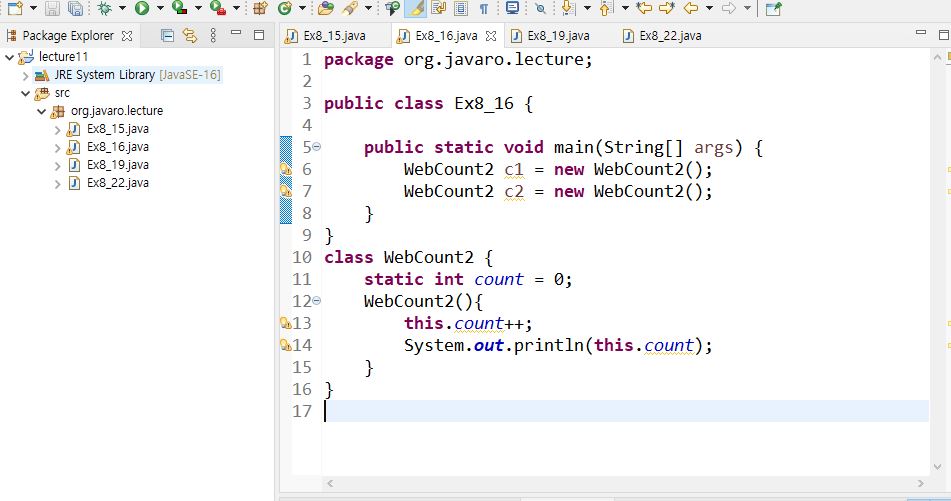 Package Explorer
lecture11
JRE System Library [JavaSE-16]
src
org.javaro.lecture
Ex8_15.java
Ex8_16.java
Ex8_19.java
Ex8_22.java
Ex8_15.java Ex8_16.java Ex8_19.java Ex8_22.java
1 package org.javaro.lecture;
2
3 public class Ex8_16 {
4
5 public static void main(String[] args) {
6 WebCount2 c1 = new WebCount2();
7 WebCount2 c2 = new WebCount2();
8 }
9 }
10 class WebCount2 {
11 static int count = 0;
12 WebCount2(){
13 this.count++;
14 System.out.println(this.count);
15 }
16 }
17